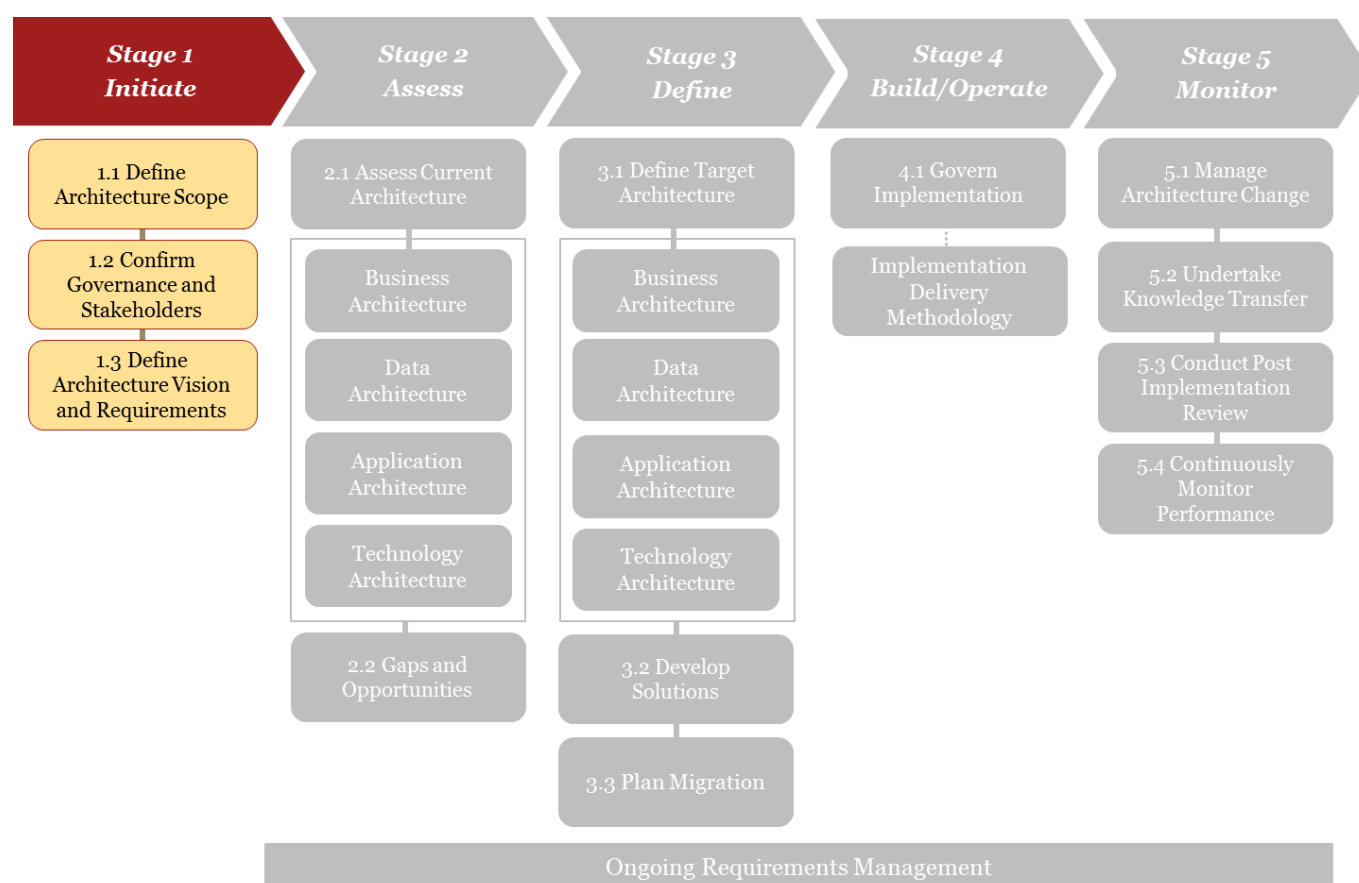 Stage 1
Initiate
Stage 2
Assess
Stage 3
Define
Stage 4
Build/Operate
Stage 5
Monitor
1.1 Define
Architecture Scope
1.2 Confirm
Governance and
Stakeholders
1.3 Define
Architecture Vision
and Requirements
2.1 Assess Current
Architecture
Business
Architecture
Data
Architecture
Application
Architecture
Technology
Architecture
2.2 Gaps and
Opportunities
3.1 Define Target
Architecture
Business
Architecture
Data
Architecture
Application
Architecture
Technology
Architecture
3.2 Develop
Solutions
3.3 Plan Migration
4.1 Govern
Implementation
Implementation
Delivery
Methodology
5.1 Manage
Architecture Change
5.2 Undertake
Knowledge Transfer
5.3 Conduct Post
Implementation
Review
5.4 Continuously
Monitor
Performance
Ongoing Requirements Management